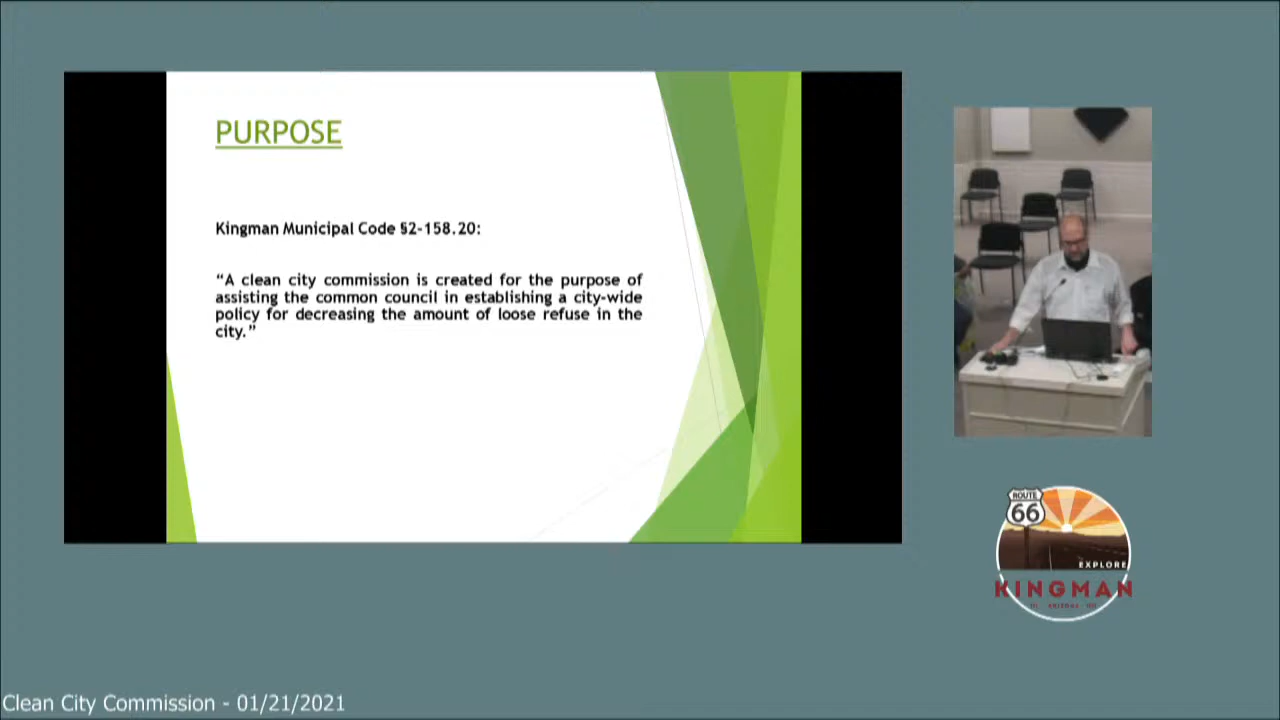 PURPOSE
Kingman Municipal Code §2-158.20:
“A clean city commission is created for the purpose of
assisting the common council in establishing a city-wide
policy for decreasing the amount of loose refuse in the
city.”
ROUTE
66
EXPLORE
KINGMAN
Clean City Commission - 01/21/2021